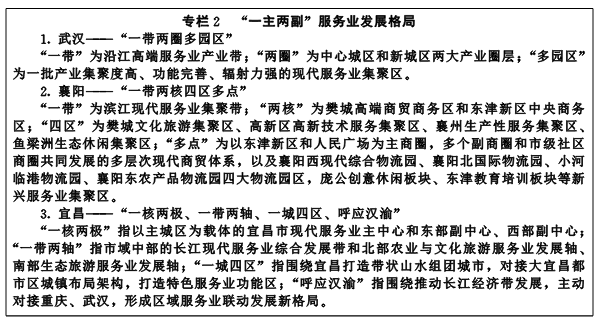 专栏 2 “一主两副”服务业发展格局
1. 武汉——“一带两圈多园区”
“一带”为沿江高端服务业产业带；“两圈”为中心城区和新城区两大产业圈层；“多园区”
为一批产业集聚度高、功能完善、辐射力强的现代服务业集聚区。
2. 襄阳——“一带两核四区多点”
“一带”为滨江现代服务业集聚带；“两核”为樊城高端商贸商务区和东津新区中央商务
区；“四区”为樊城文化旅游集聚区、高新区高新技术服务集聚区、襄州生产性服务集聚区、
鱼梁洲生态休闲集聚区；“多点”为以东津新区和人民广场为主商圈，多个副商圈和市级社区
商圈共同发展的多层次现代商贸体系，以及襄阳西现代综合物流园、襄阳北国际物流园、小河
临港物流园、襄阳东农产品物流园四大物流园区，庞公创意休闲板块、东津教育培训板块等新
兴服务业集聚区。
3. 宜昌——“一核两极、一带两轴、一城四区、呼应汉渝”
“一核两极”指以主城区为载体的宜昌市现代服务业主中心和东部副中心、西部副中心；
“一带两轴”指市域中部的长江现代服务业综合发展带和北部农业与文化旅游服务业发展轴、
南部生态旅游服务业发展轴；“一城四区”指围绕宜昌打造带状山水组团城市，对接大宜昌都
市区域城镇布局架构，打造特色服务业功能区；“呼应汉渝”指围绕推动长江经济带发展，主动
对接重庆、武汉，形成区域服务业联动发展新格局。